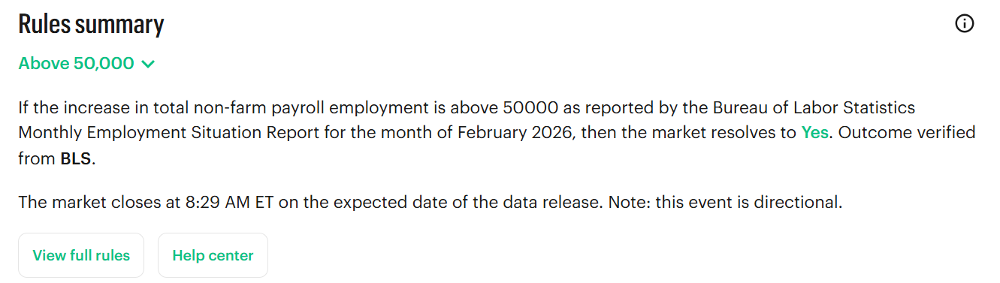 Rules summary
Above 50,000
If the increase in total non-farm payroll employment is above 50000 as reported by the Bureau of Labor Statistics
Monthly Employment Situation Report for the month of February 2026, then the market resolves to Yes. Outcome verified
from BLS.
The market closes at 8:29 AM ET on the expected date of the data release. Note: this event is directional.
View full rules
Help center